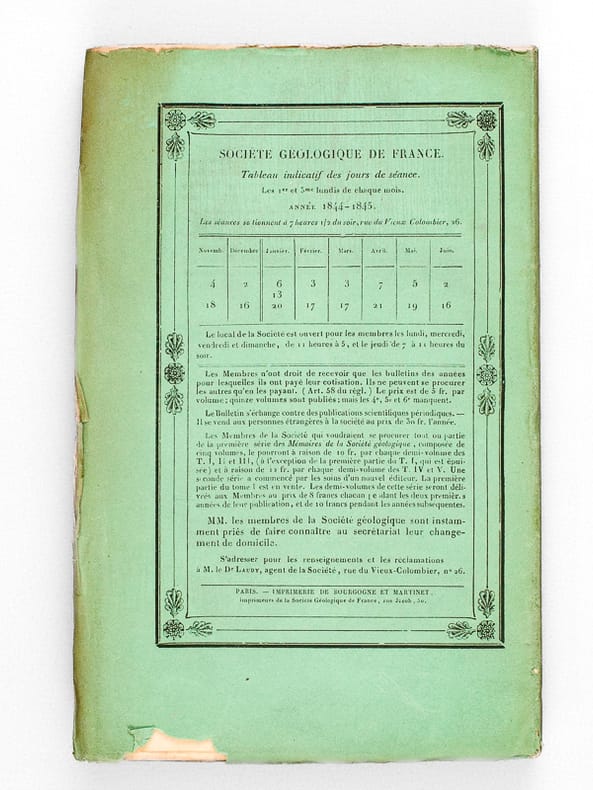 SOCIÉTÉ GÉOLOGIQUE DE FRANCE.
Tableau indicatif des jours de séance.
Les 1ers et 3mes lundis de chaque mois.
ANNÉE 1844-1845.
Les séances se tiennent à 7 heures 1/2 du soir, rue du Vieux Colombier, 26.
Novemb. Décembre Janvier. Février. Mars. Avril. Mai. Juin.
4 2 6 3 3 7 5 2
13
18 16 20 17 17 21 19 16
Le local de la Société est ouvert pour les membres les lundi, mercredi,
vendredi et dimanche, de 11 heures à 5, et le jeudi de 7 à 11 heures du
soir.
Les Membres n'ont droit de recevoir que les bulletins des années
pour lesquelles ils ont payé leur cotisation. Ils ne peuvent se procurer
les autres qu'en les payant. (Art. 58 du régl.) Le prix est de 5 fr. par
volume; quinze volumes sont publiés; mais les 4e, 5e et 6e manquent.
Le Bulletin s'échange contre des publications scientifiques périodiques. —
Il se vend aux personnes étrangères à la société au prix de 30 fr. l'année.
Les Membres de la Société qui voudraient se procurer tout ou partie
de la première série des Mémoires de la Société géologique, composée de
cinq volumes, le pourront à raison de 10 fr. par chaque demi-volume des
T. I, II et III, (à l'exception de la première partie du T. I, qui est épui-
sée) et à raison de 12 fr. par chaque demi-volume des T. IV et V. Une
seconde série a commencé par les soins d'un nouvel éditeur. La première
partie du tome I est en vente. Les demi-volumes de cette série seront déli-
vrés aux Membres au prix de 8 francs chacun pendant les deux premières
années de leur publication, et de 10 francs pendant les années subséquentes.
MM. les membres de la Société géologique sont instam-
ment priés de faire connaître au secrétariat leur change-
ment de domicile.
S'adresser pour les renseignements et les réclamations
à M. le Dr LAUDY, agent de la Société, rue du Vieux-Colombier, no 26.
PARIS. — IMPRIMERIE DE BOURGOGNE ET MARTINET,
imprimeurs de la Société Géologique de France, rue Jacob, 30.